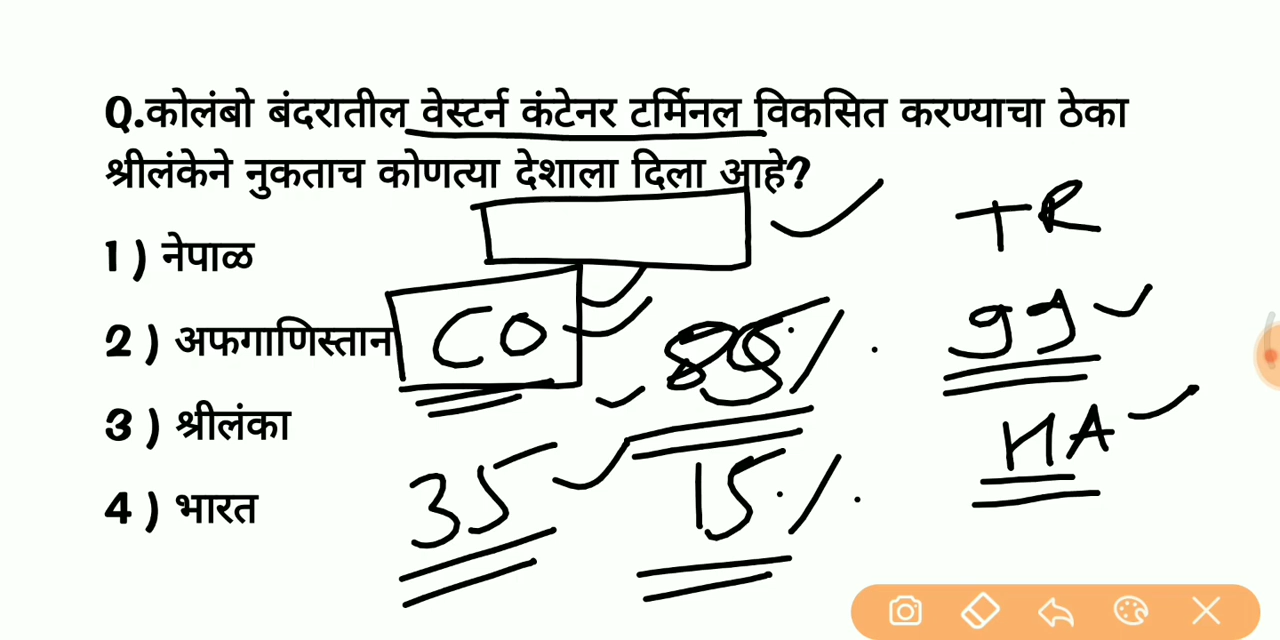 Q.कोलंबो बंदरातील वेस्टर्न कंटेनर टर्मिनल विकसित करण्याचा ठेका
श्रीलंकेने नुकताच कोणत्या देशाला दिला आहे?
TR
1 ) नेपाळ
2 ) अफगाणिस्तान CO 85% 99
3 ) श्रीलंका HA
4 ) भारत 35 15%